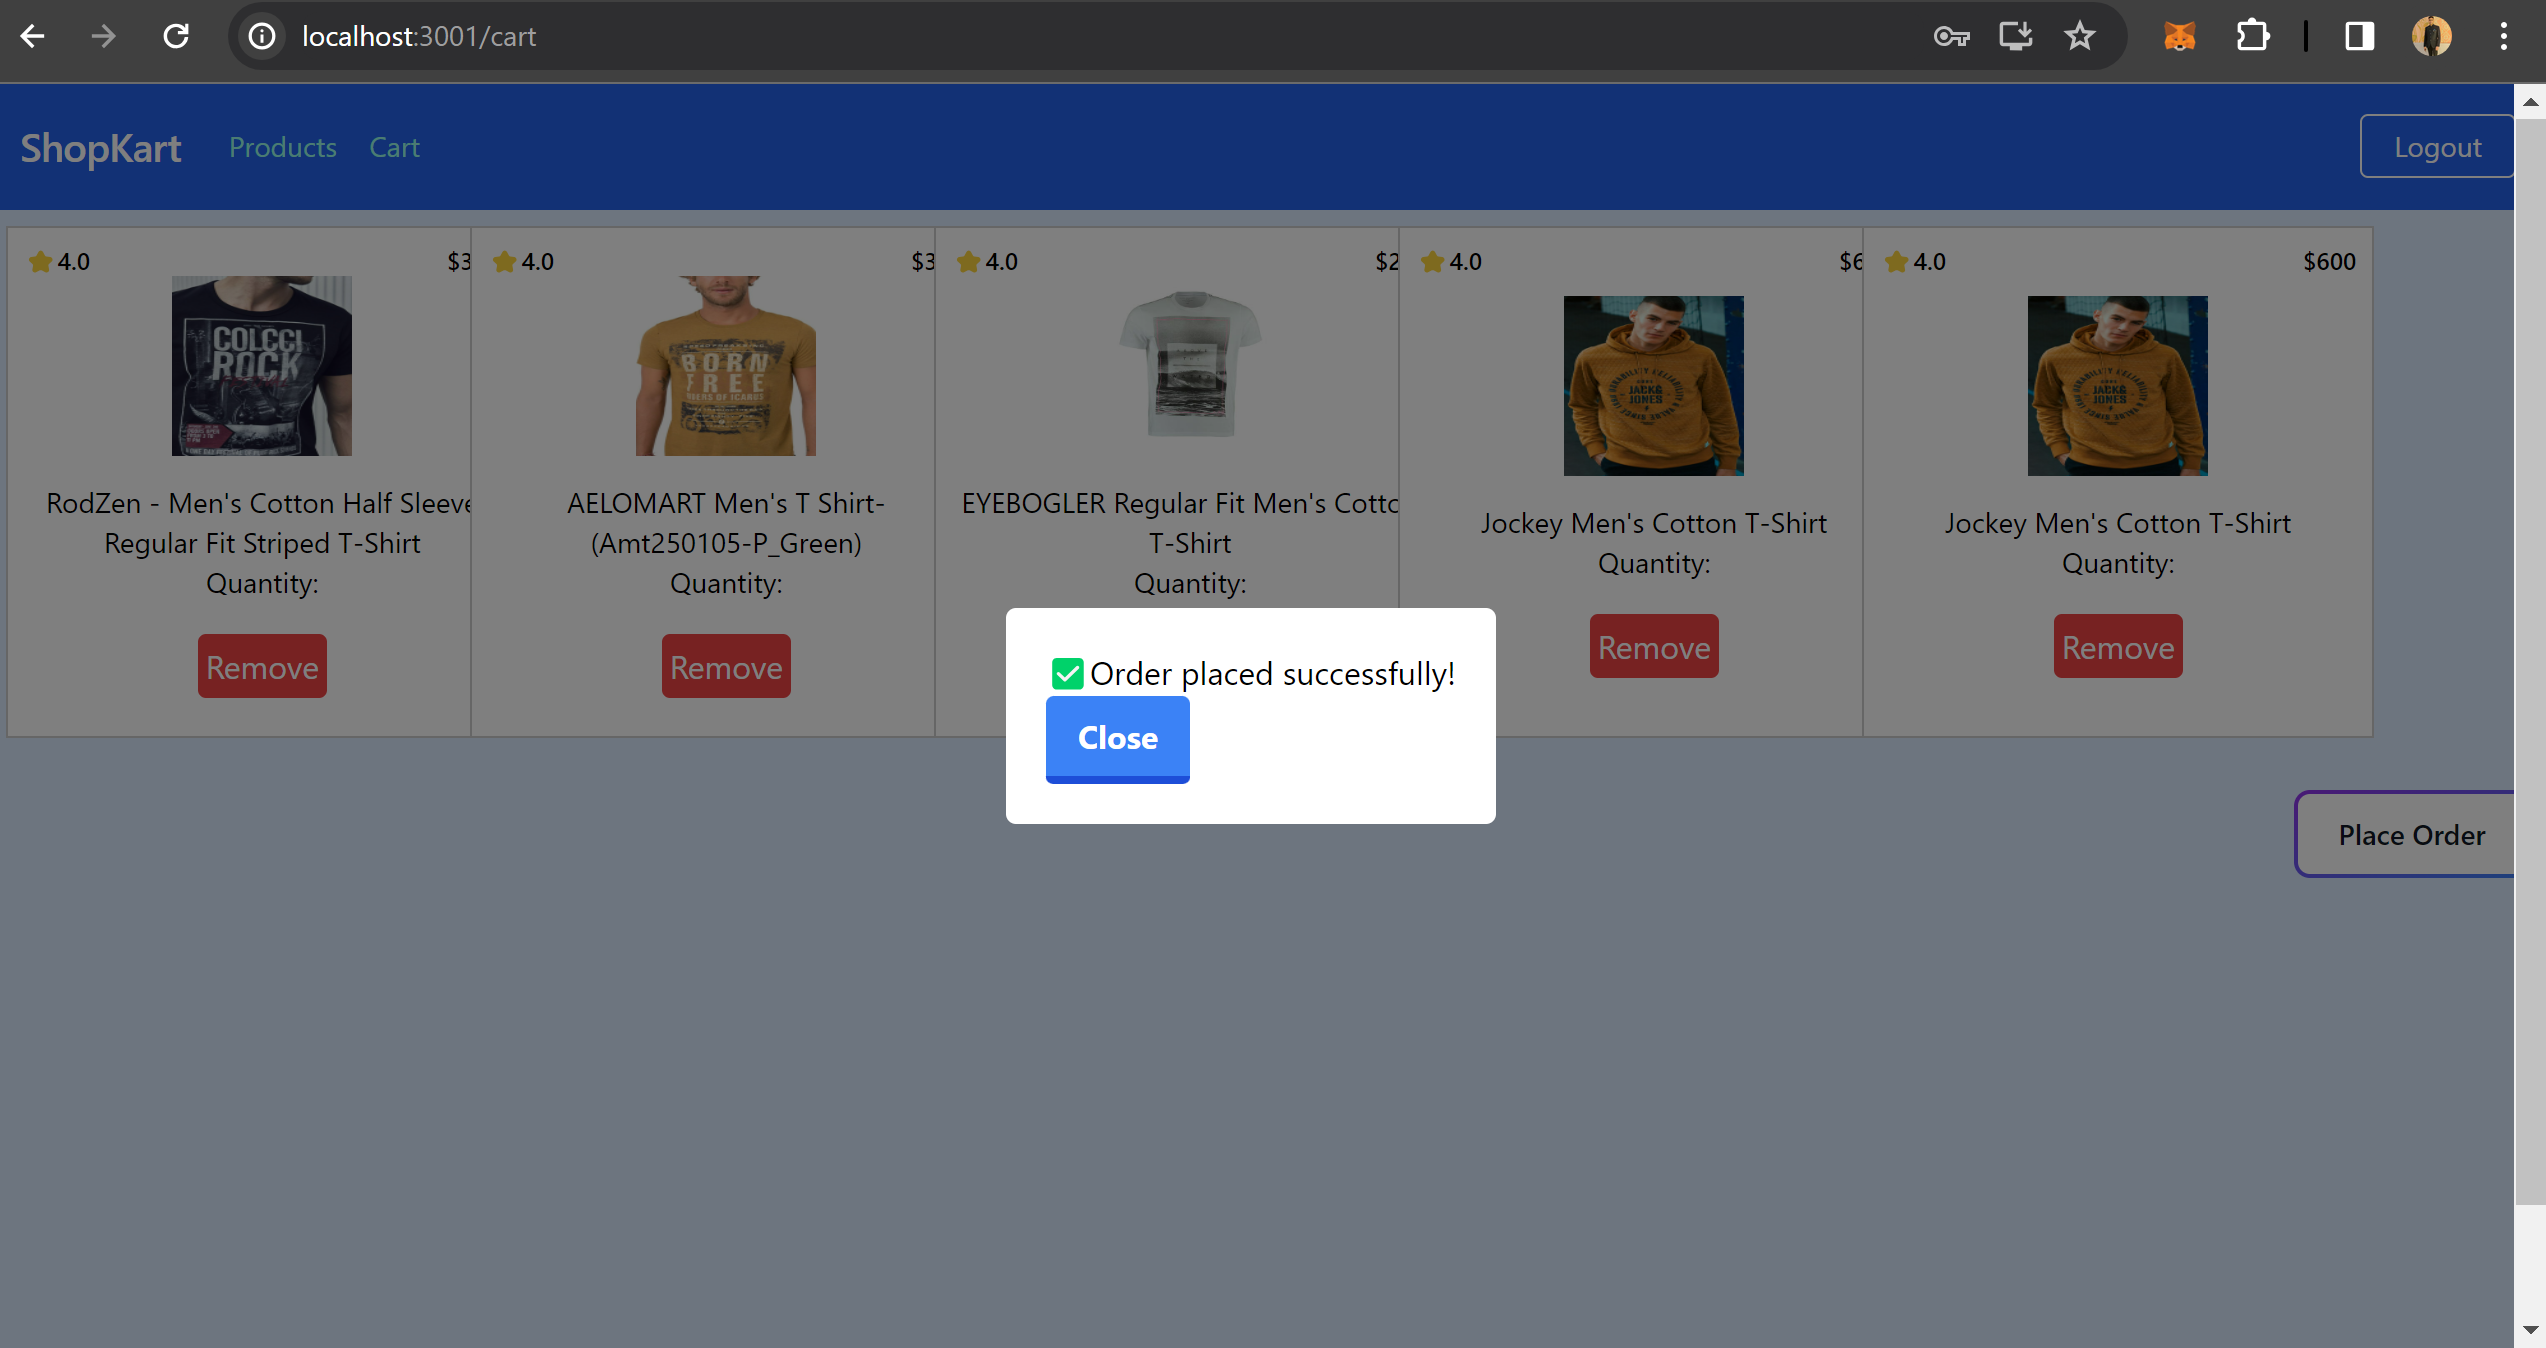 localhost:3001/cart
ShopKart Products Cart Logout
4.0 $3
4.0 $3
4.0 $2
4.0 $6
4.0 $600
COLCCI
ROCK
BORN
FREE
JACK&
JONES
JACK&
JONES
RodZen - Men's Cotton Half Sleeve
Regular Fit Striped T-Shirt
Quantity:
Remove
AELOMART Men's T Shirt-
(Amt250105-P_Green)
Quantity:
Remove
EYEBOGLER Regular Fit Men's Cotto
T-Shirt
Quantity:
Jockey Men's Cotton T-Shirt
Quantity:
Remove
Jockey Men's Cotton T-Shirt
Quantity:
Remove
Order placed successfully!
Close
Place Order